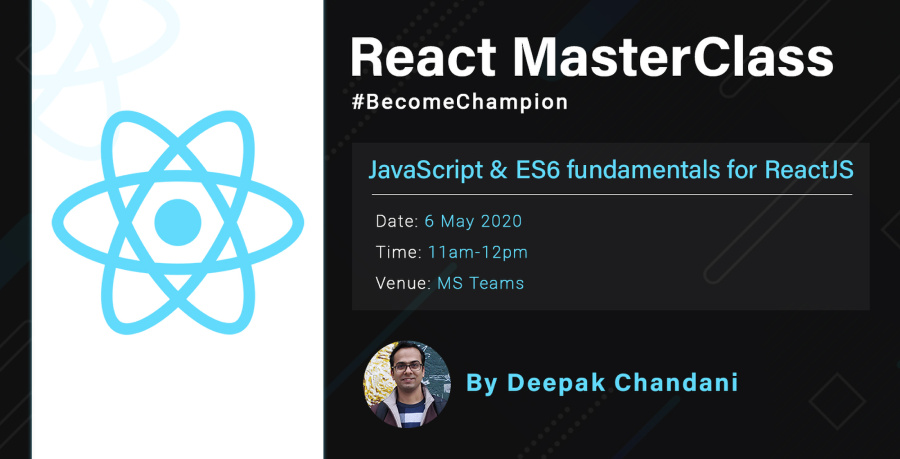 React MasterClass
#BecomeChampion
JavaScript & ES6 fundamentals for ReactJS
Date: 6 May 2020
Time: 11am-12pm
Venue: MS Teams
By Deepak Chandani